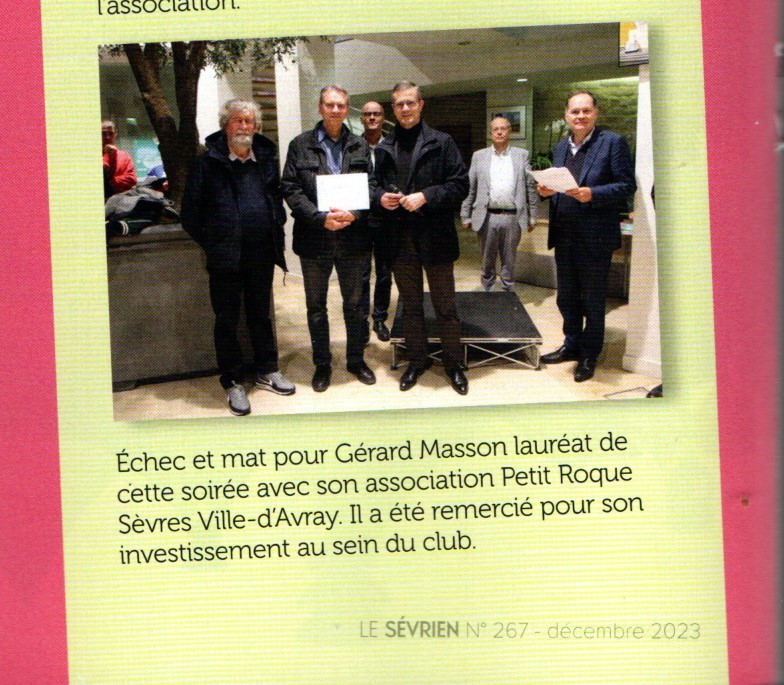 l'association.
Échec et mat pour Gérard Masson lauréat de
cette soirée avec son association Petit Roque
Sèvres Ville-d'Avray. Il a été remercié pour son
investissement au sein du club.
LE SÉVRIEN N° 267 - décembre 2023